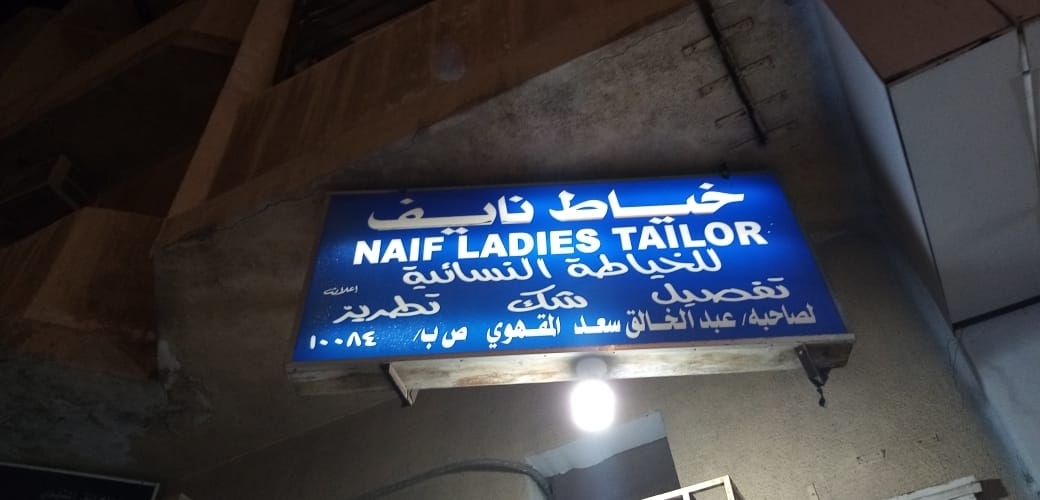 خياط نايف
NAIF LADIES TAILOR
للخياطة النسائية
تفصيل شك تطريز
لصاحبه/ عبد الخالق سعد المقهوي ص ب/ ١٠٠٨٤